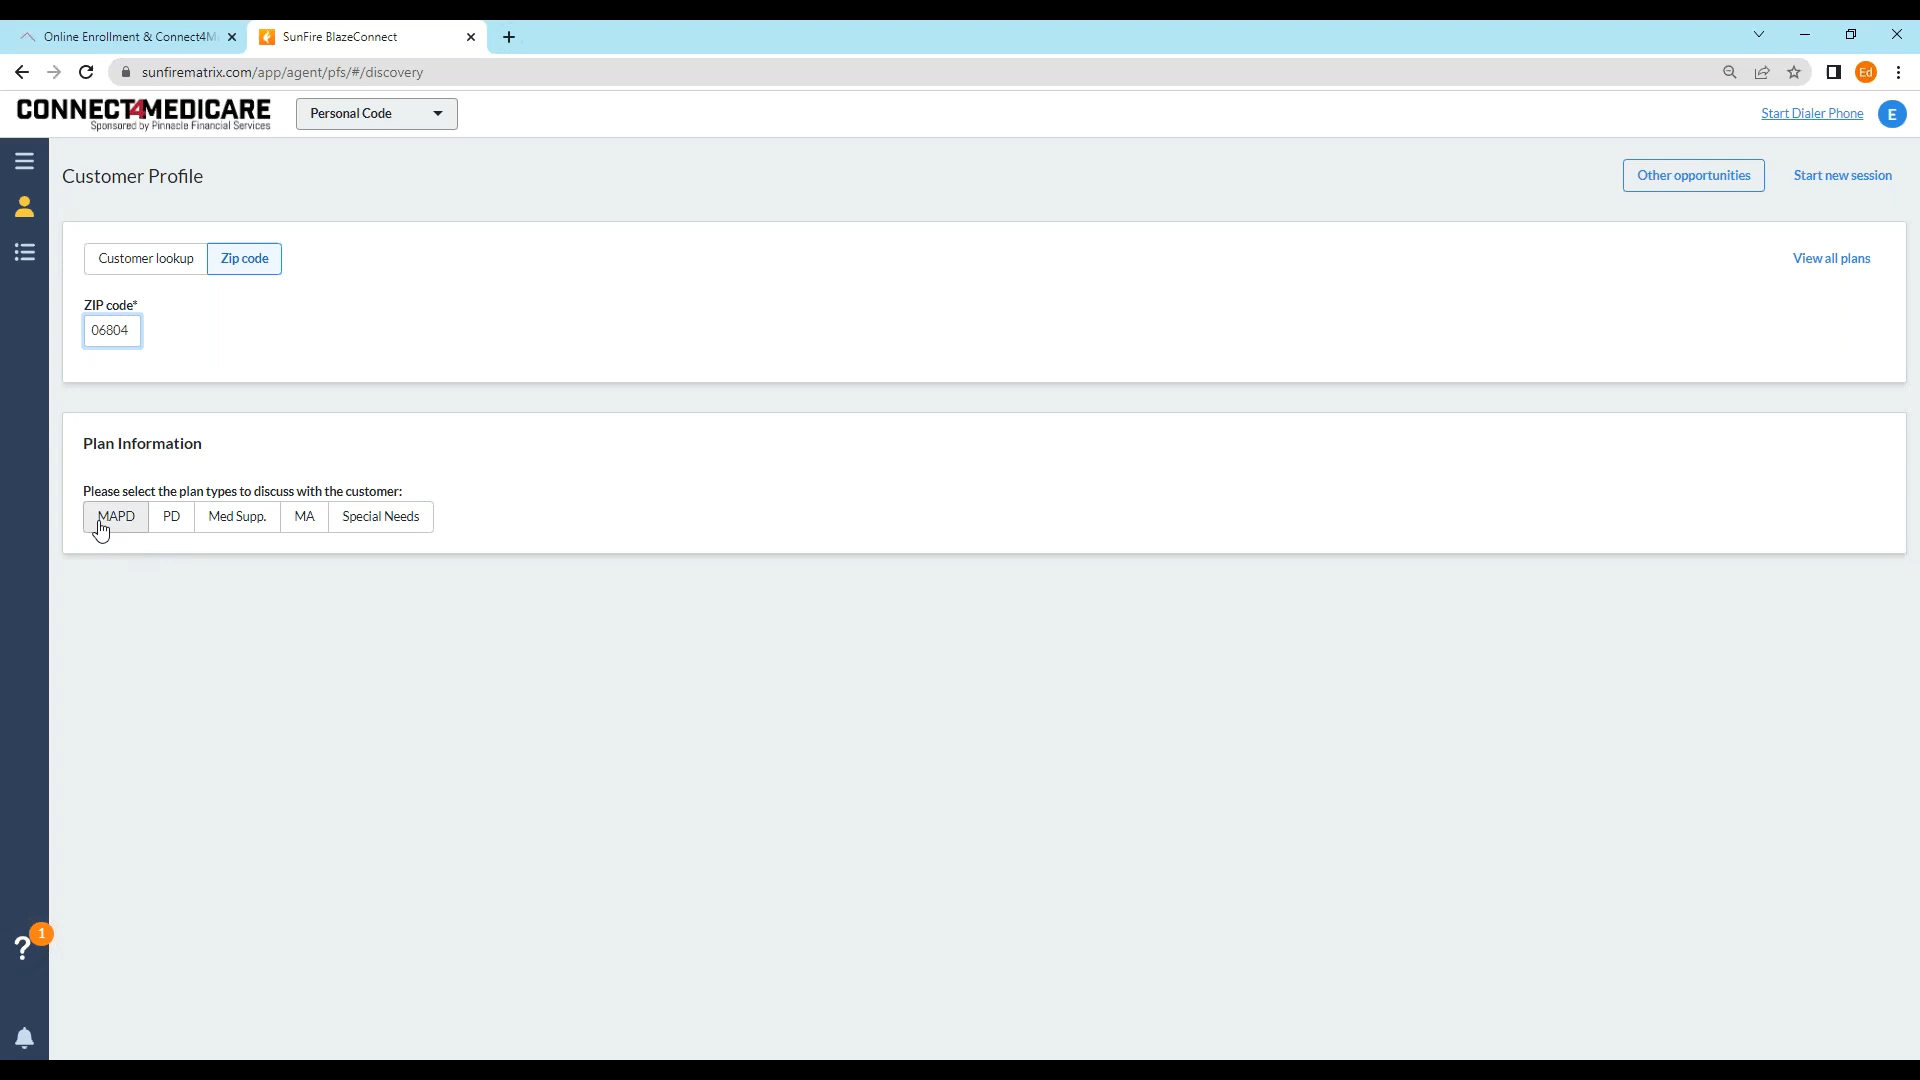 Online Enrollment & Connect4M
SunFire BlazeConnect
sunfirematrix.com/app/agent/pfs/#/discovery
Ed
CONNECT4MEDICARE
Sponsored by Pinnacle Financial Services
Personal Code
Start Dialer Phone
E
Customer Profile
Other opportunities
Start new session
Customer lookup
Zip code
View all plans
ZIP code*
06804
Plan Information
Please select the plan types to discuss with the customer:
MAPD
PD
Med Supp.
MA
Special Needs
?
1